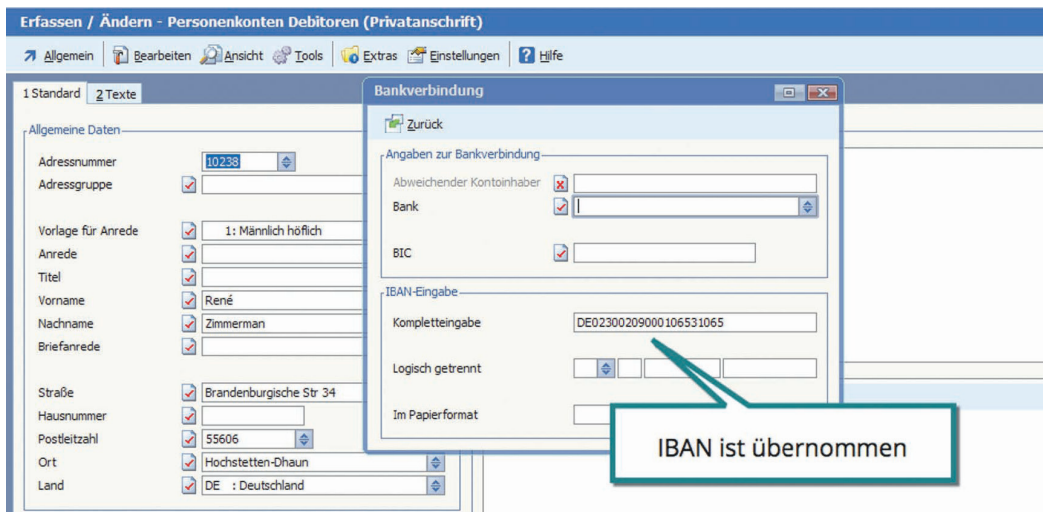 Erfassen / Ändern - Personenkonten Debitoren (Privatanschrift)
Allgemein Bearbeiten Ansicht Tools Extras Einstellungen Hilfe
1 Standard 2 Texte
Allgemeine Daten
Adressnummer 10238
Adressgruppe
Vorlage für Anrede 1: Männlich höflich
Anrede
Titel
Vorname René
Nachname Zimmerman
Briefanrede
Straße Brandenburgische Str 34
Hausnummer
Postleitzahl 55606
Ort Hochstetten-Dhaun
Land DE : Deutschland
Bankverbindung
Zurück
Angaben zur Bankverbindung
Abweichender Kontoinhaber
Bank
BIC
IBAN-Eingabe
Kompletteingabe DE02300209000106531065
Logisch getrennt
Im Papierformat
IBAN ist übernommen